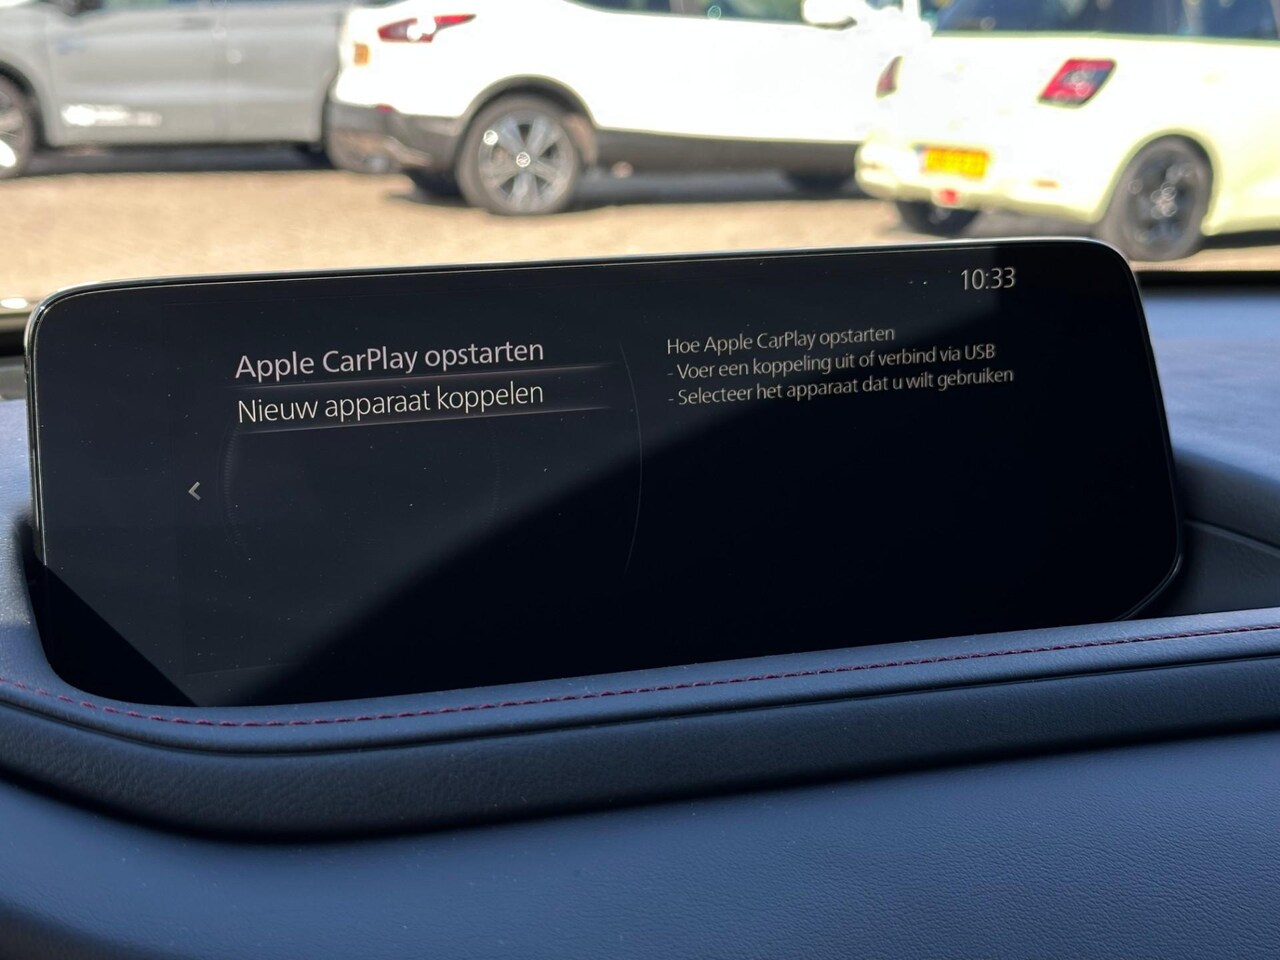 10:33
Apple CarPlay opstarten
Nieuw apparaat koppelen
<
Hoe Apple CarPlay opstarten
- Voer een koppeling uit of verbind via USB
- Selecteer het apparaat dat u wilt gebruiken